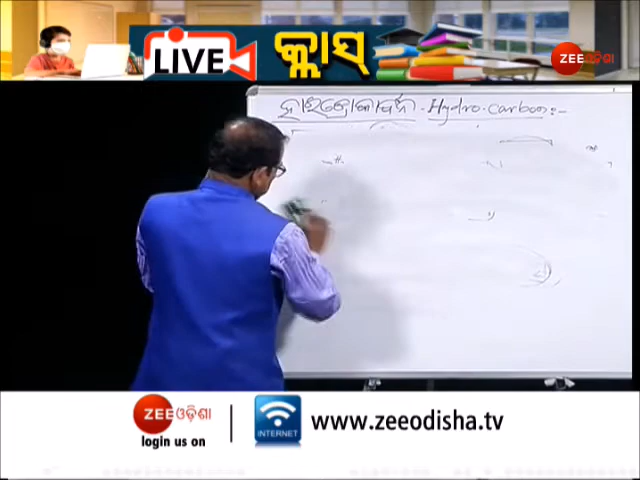 LIVE କ୍ଲାସ୍ ZEE ଓଡ଼ିଶା
ହାଇଡ୍ରୋକାର୍ବନ - Hydro-carbon :-
ZEE ଓଡ଼ିଶା
login us on
INTERNET
www.zeeodisha.tv